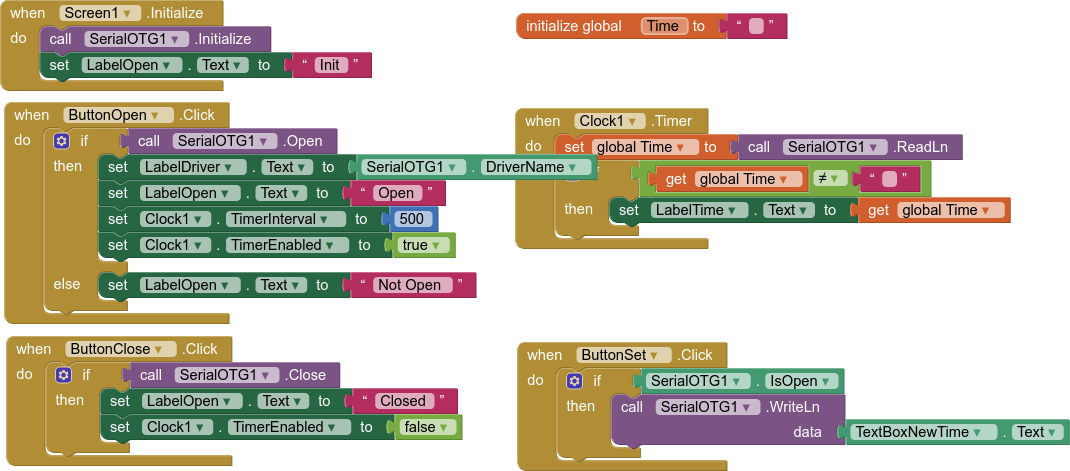 when Screen1 .Initialize
do call SerialOTG1 .Initialize
set LabelOpen . Text to “ Init ”
initialize global Time to “ ”
when ButtonOpen .Click
do if call SerialOTG1 .Open
then set LabelDriver . Text to SerialOTG1 . DriverName
set LabelOpen . Text to “ Open ”
set Clock1 . TimerInterval to 500
set Clock1 . TimerEnabled to true
else set LabelOpen . Text to “ Not Open ”
when Clock1 .Timer
do set global Time to call SerialOTG1 .ReadLn
get global Time ≠ “ ”
then set LabelTime . Text to get global Time
when ButtonClose .Click
do if call SerialOTG1 .Close
then set LabelOpen . Text to “ Closed ”
set Clock1 . TimerEnabled to false
when ButtonSet .Click
do if SerialOTG1 . IsOpen
then call SerialOTG1 .WriteLn
data TextBoxNewTime . Text